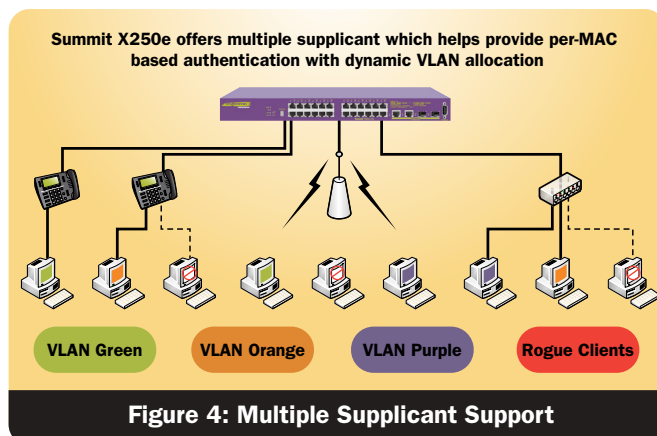 Summit X250e offers multiple supplicant which helps provide per-MAC
based authentication with dynamic VLAN allocation
VLAN Green
VLAN Orange
VLAN Purple
Rogue Clients
Figure 4: Multiple Supplicant Support